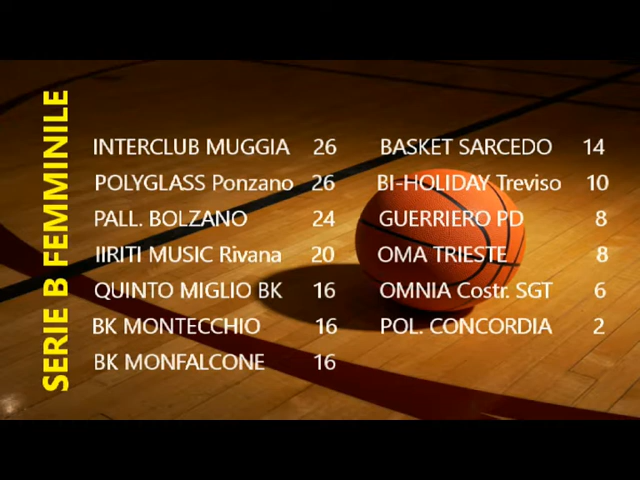 SERIE B FEMMINILE
INTERCLUB MUGGIA 26
POLYGLASS Ponzano 26
PALL. BOLZANO 24
IIRITI MUSIC Rivana 20
QUINTO MIGLIO BK 16
BK MONTECCHIO 16
BK MONFALCONE 16
BASKET SARCEDO 14
BI-HOLIDAY Treviso 10
GUERRIERO PD 8
OMA TRIESTE 8
OMNIA Costr. SGT 6
POL. CONCORDIA 2